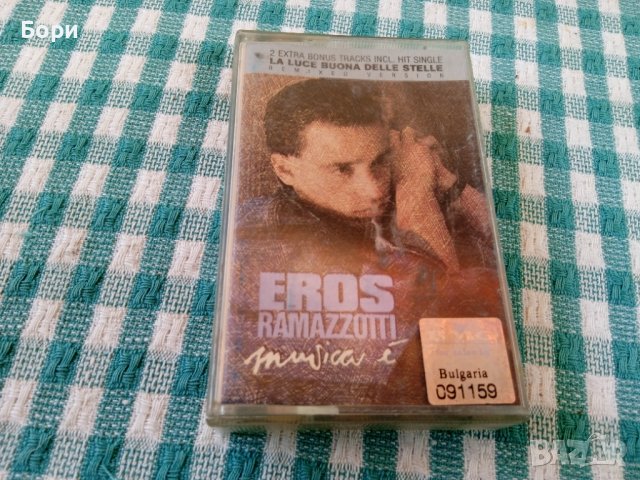 Бори
2 EXTRA BONUS TRACKS INCL. HIT SINGLE
LA LUCE BUONA DELLE STELLE
REMIXED VERSION
EROS
RAMAZZOTTI
musica è
Bulgaria
091159
BAZAR